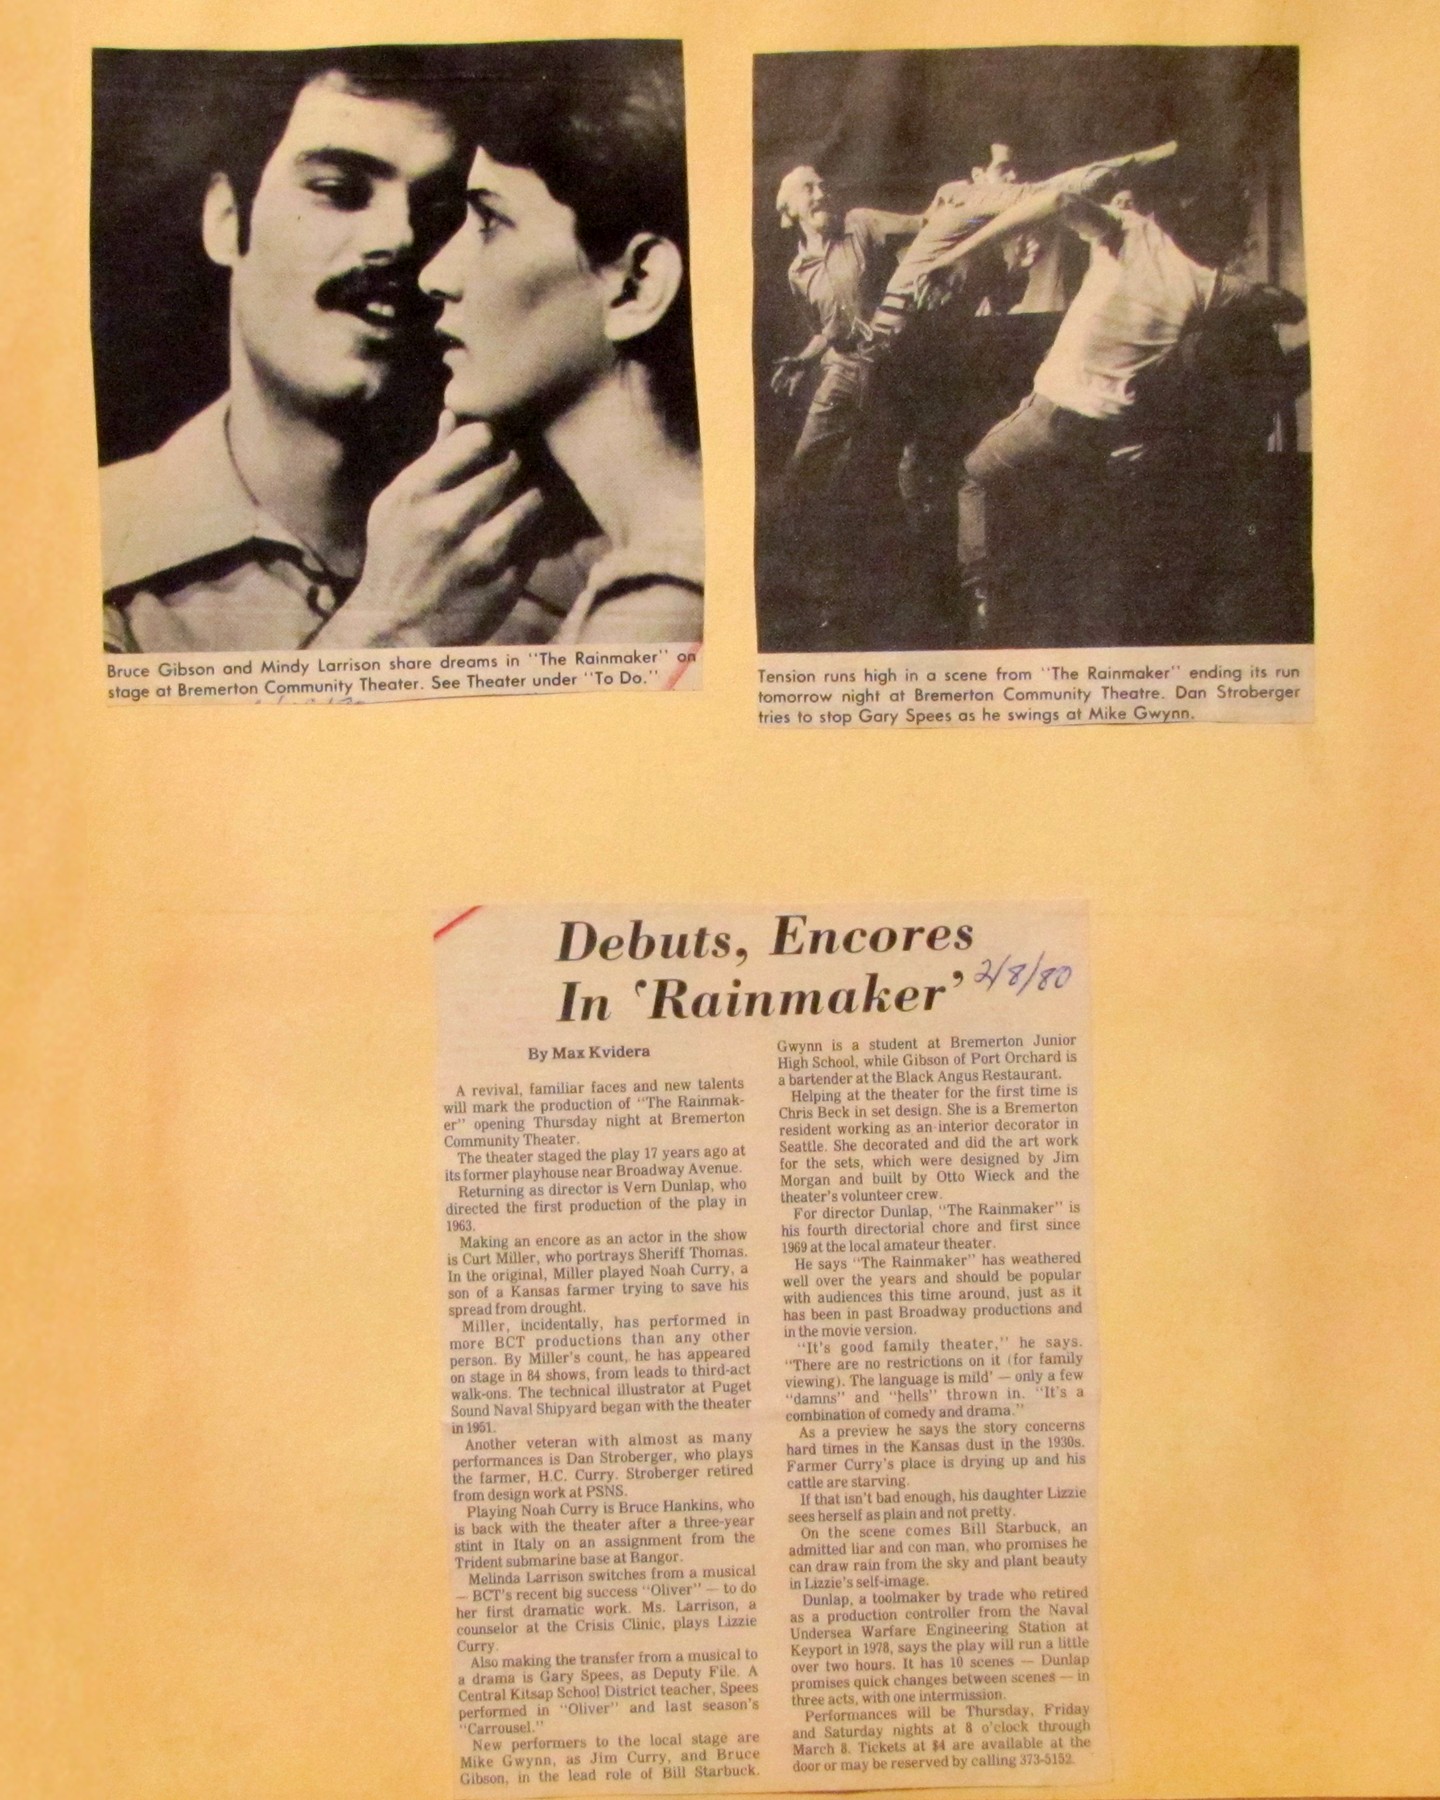 Bruce Gibson and Mindy Larrison share dreams in "The Rainmaker" on
stage at Bremerton Community Theater. See Theater under "To Do."
Tension runs high in a scene from "The Rainmaker" ending its run
tomorrow night at Bremerton Community Theatre. Dan Stroberger
tries to stop Gary Spees as he swings at Mike Gwynn.
Debuts, Encores
In 'Rainmaker'
2/8/80
By Max Kvidera
A revival, familiar faces and new talents
will mark the production of "The Rainmak-
er" opening Thursday night at Bremerton
Community Theater.
The theater staged the play 17 years ago at
its former playhouse near Broadway Avenue.
Returning as director is Vern Dunlap, who
directed the first production of the play in
1963.
Making an encore as an actor in the show
is Curt Miller, who portrays Sheriff Thomas.
In the original, Miller played Noah Curry, a
son of a Kansas farmer trying to save his
spread from drought.
Miller, incidentally, has performed in
more BCT productions than any other
person. By Miller's count, he has appeared
on stage in 84 shows, from leads to third-act
walk-ons. The technical illustrator at Puget
Sound Naval Shipyard began with the theater
in 1951.
Another veteran with almost as many
performances is Dan Stroberger, who plays
the farmer, H.C. Curry. Stroberger retired
from design work at PSNS.
Playing Noah Curry is Bruce Hankins, who
is back with the theater after a three-year
stint in Italy on an assignment from the
Trident submarine base at Bangor.
Melinda Larrison switches from a musical
— BCT's recent big success "Oliver" — to do
her first dramatic work. Ms. Larrison, a
counselor at the Crisis Clinic, plays Lizzie
Curry.
Also making the transfer from a musical to
a drama is Gary Spees, as Deputy File. A
Central Kitsap School District teacher, Spees
performed in "Oliver" and last season's
"Carrousel."
New performers to the local stage are
Mike Gwynn, as Jim Curry, and Bruce
Gibson, in the lead role of Bill Starbuck.
Gwynn is a student at Bremerton Junior
High School, while Gibson of Port Orchard is
a bartender at the Black Angus Restaurant.
Helping at the theater for the first time is
Chris Beck in set design. She is a Bremerton
resident working as an interior decorator in
Seattle. She decorated and did the art work
for the sets, which were designed by Jim
Morgan and built by Otto Wieck and the
theater's volunteer crew.
For director Dunlap, "The Rainmaker" is
his fourth directorial chore and first since
1969 at the local amateur theater.
He says "The Rainmaker" has weathered
well over the years and should be popular
with audiences this time around, just as it
has been in past Broadway productions and
in the movie version.
"It's good family theater," he says.
"There are no restrictions on it (for family
viewing). The language is mild' — only a few
"damns" and "hells" thrown in. "It's a
combination of comedy and drama."
As a preview he says the story concerns
hard times in the Kansas dust in the 1930s.
Farmer Curry's place is drying up and his
cattle are starving.
If that isn't bad enough, his daughter Lizzie
sees herself as plain and not pretty.
On the scene comes Bill Starbuck, an
admitted liar and con man, who promises he
can draw rain from the sky and plant beauty
in Lizzie's self-image.
Dunlap, a toolmaker by trade who retired
as a production controller from the Naval
Undersea Warfare Engineering Station at
Keyport in 1978, says the play will run a little
over two hours. It has 10 scenes — Dunlap
promises quick changes between scenes — in
three acts, with one intermission.
Performances will be Thursday, Friday
and Saturday nights at 8 o'clock through
March 8. Tickets at $4 are available at the
door or may be reserved by calling 373-5152.